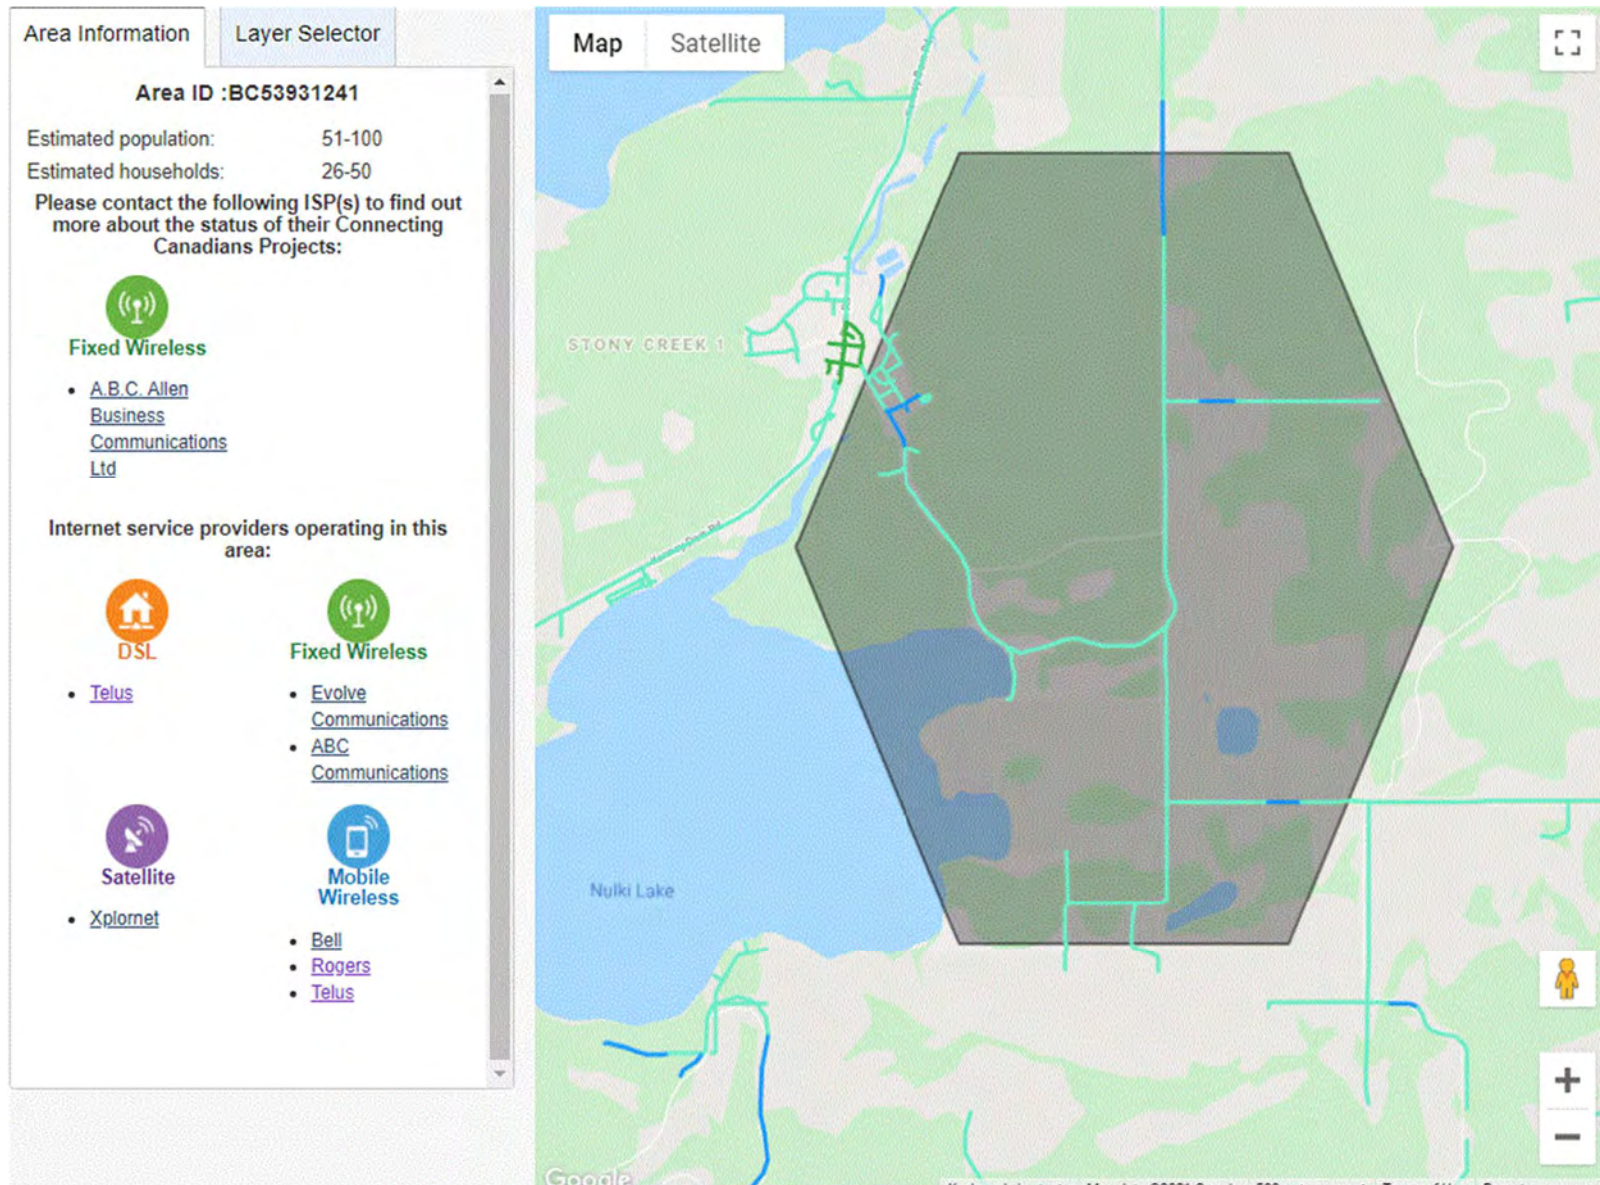 Area Information
Layer Selector
Area ID :BC53931241
Estimated population: 51-100
Estimated households: 26-50
Please contact the following ISP(s) to find out
more about the status of their Connecting
Canadians Projects:
Fixed Wireless
A.B.C. Allen
Business
Communications
Ltd
Internet service providers operating in this
area:
DSL
Telus
Fixed Wireless
Evolve
Communications
ABC
Communications
Satellite
Xplornet
Mobile
Wireless
Bell
Rogers
Telus
Map
Satellite
STONY CREEK 1
Nulki Lake
Google